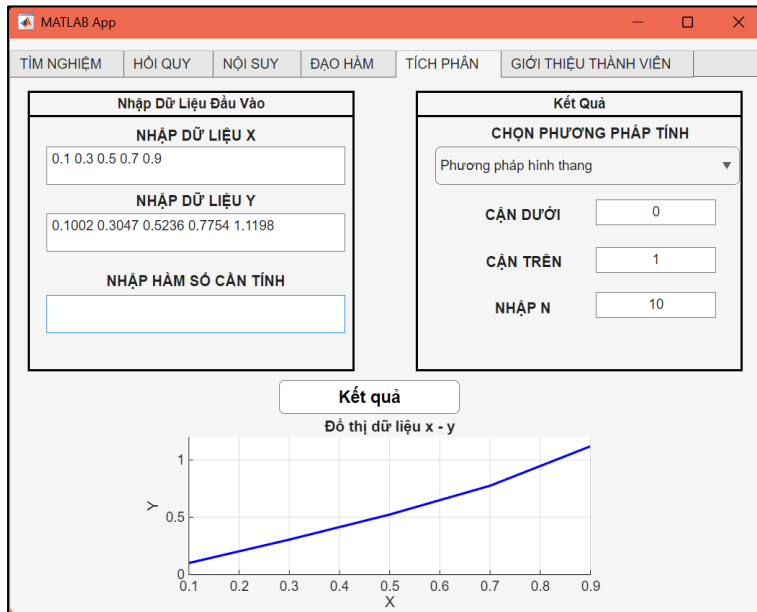 MATLAB App
TÌM NGHIỆM HỒI QUY NỘI SUY ĐẠO HÀM TÍCH PHÂN GIỚI THIỆU THÀNH VIÊN
Nhập Dữ Liệu Đầu Vào
NHẬP DỮ LIỆU X
0.1 0.3 0.5 0.7 0.9
NHẬP DỮ LIỆU Y
0.1002 0.3047 0.5236 0.7754 1.1198
NHẬP HÀM SỐ CẦN TÍNH
Kết Quả
CHỌN PHƯƠNG PHÁP TÍNH
Phương pháp hình thang
CẬN DƯỚI 0
CẬN TRÊN 1
NHẬP N 10
Kết quả
Đồ thị dữ liệu x - y
1
0.5
0
Y
0.1 0.2 0.3 0.4 0.5 0.6 0.7 0.8 0.9
X